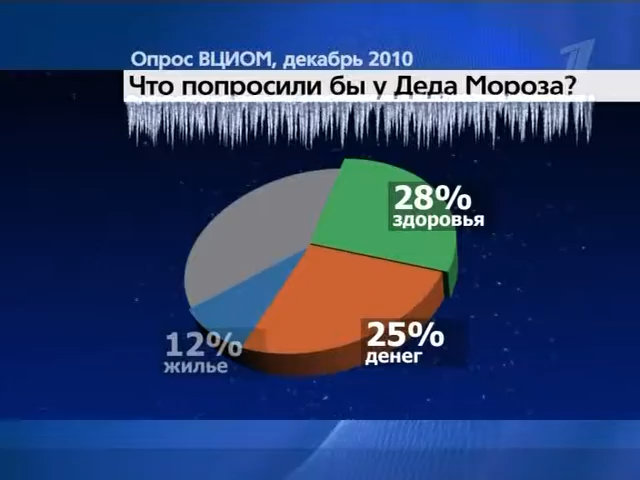 Опрос ВЦИОМ, декабрь 2010
Что попросили бы у Деда Мороза?
28%
здоровья
25%
денег
12%
жилье